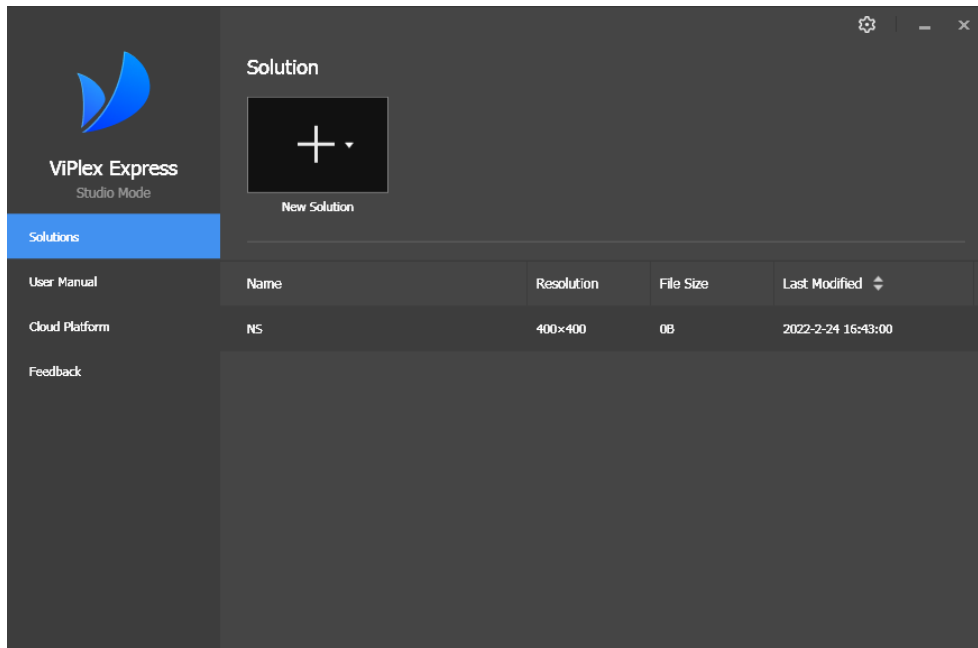 ViPlex Express
Studio Mode
Solutions
User Manual
Cloud Platform
Feedback
Solution
New Solution
Name Resolution File Size Last Modified
NS 400×400 0B 2022-2-24 16:43:00